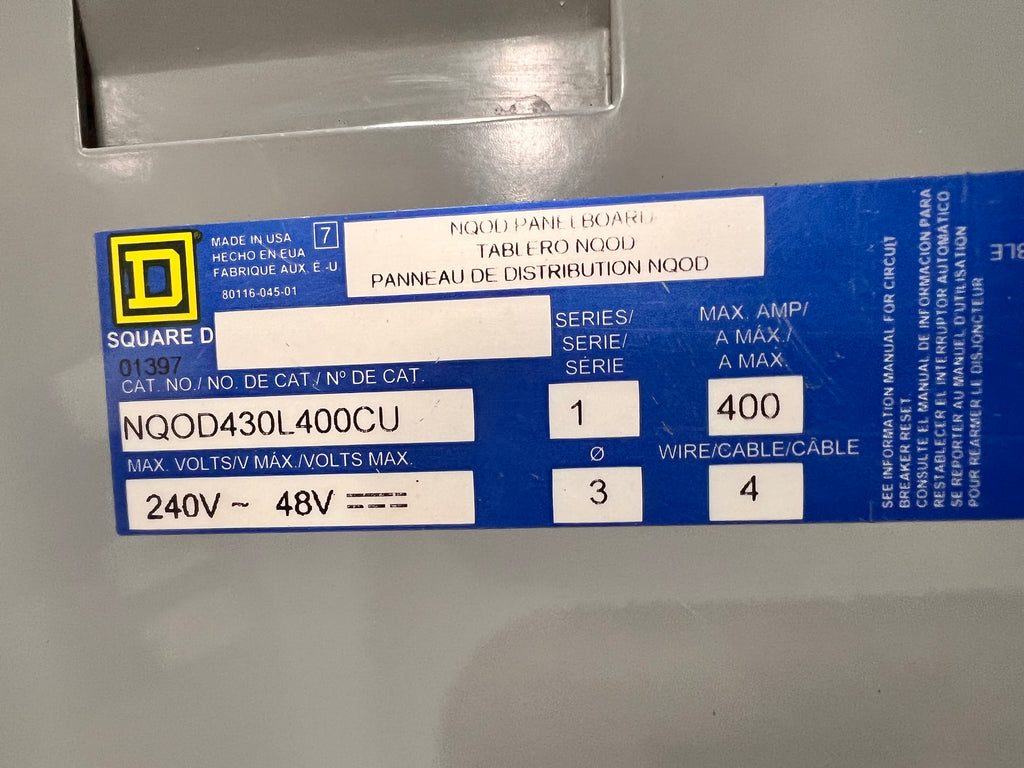 D
SQUARE D
MADE IN USA
HECHO EN EUA
FABRIQUE AUX. E -U
7
80116-045-01
NQOD PANELBOARD
TABLERO NQOD
PANNEAU DE DISTRIBUTION NQOD
01397
CAT. NO./ NO. DE CAT./ Nº DE CAT.
NQOD430L400CU
MAX. VOLTS/V MÁX./VOLTS MAX.
240V ~ 48V ⎓
SERIES/
SERIE/
SÉRIE
1
Ø
3
MAX. AMP/
A MÁX./
A MAX.
400
WIRE/CABLE/CÂBLE
4
SEE INFORMATION MANUAL FOR CIRCUIT
BREAKER RESET.
CONSULTE EL MANUAL DE INFORMACION PARA
RESTABLECER EL INTERRUPTOR AUTOMATICO
SE REPORTER AU MANUEL D'UTILISATION
POUR REARMER LE DISJONCTEUR